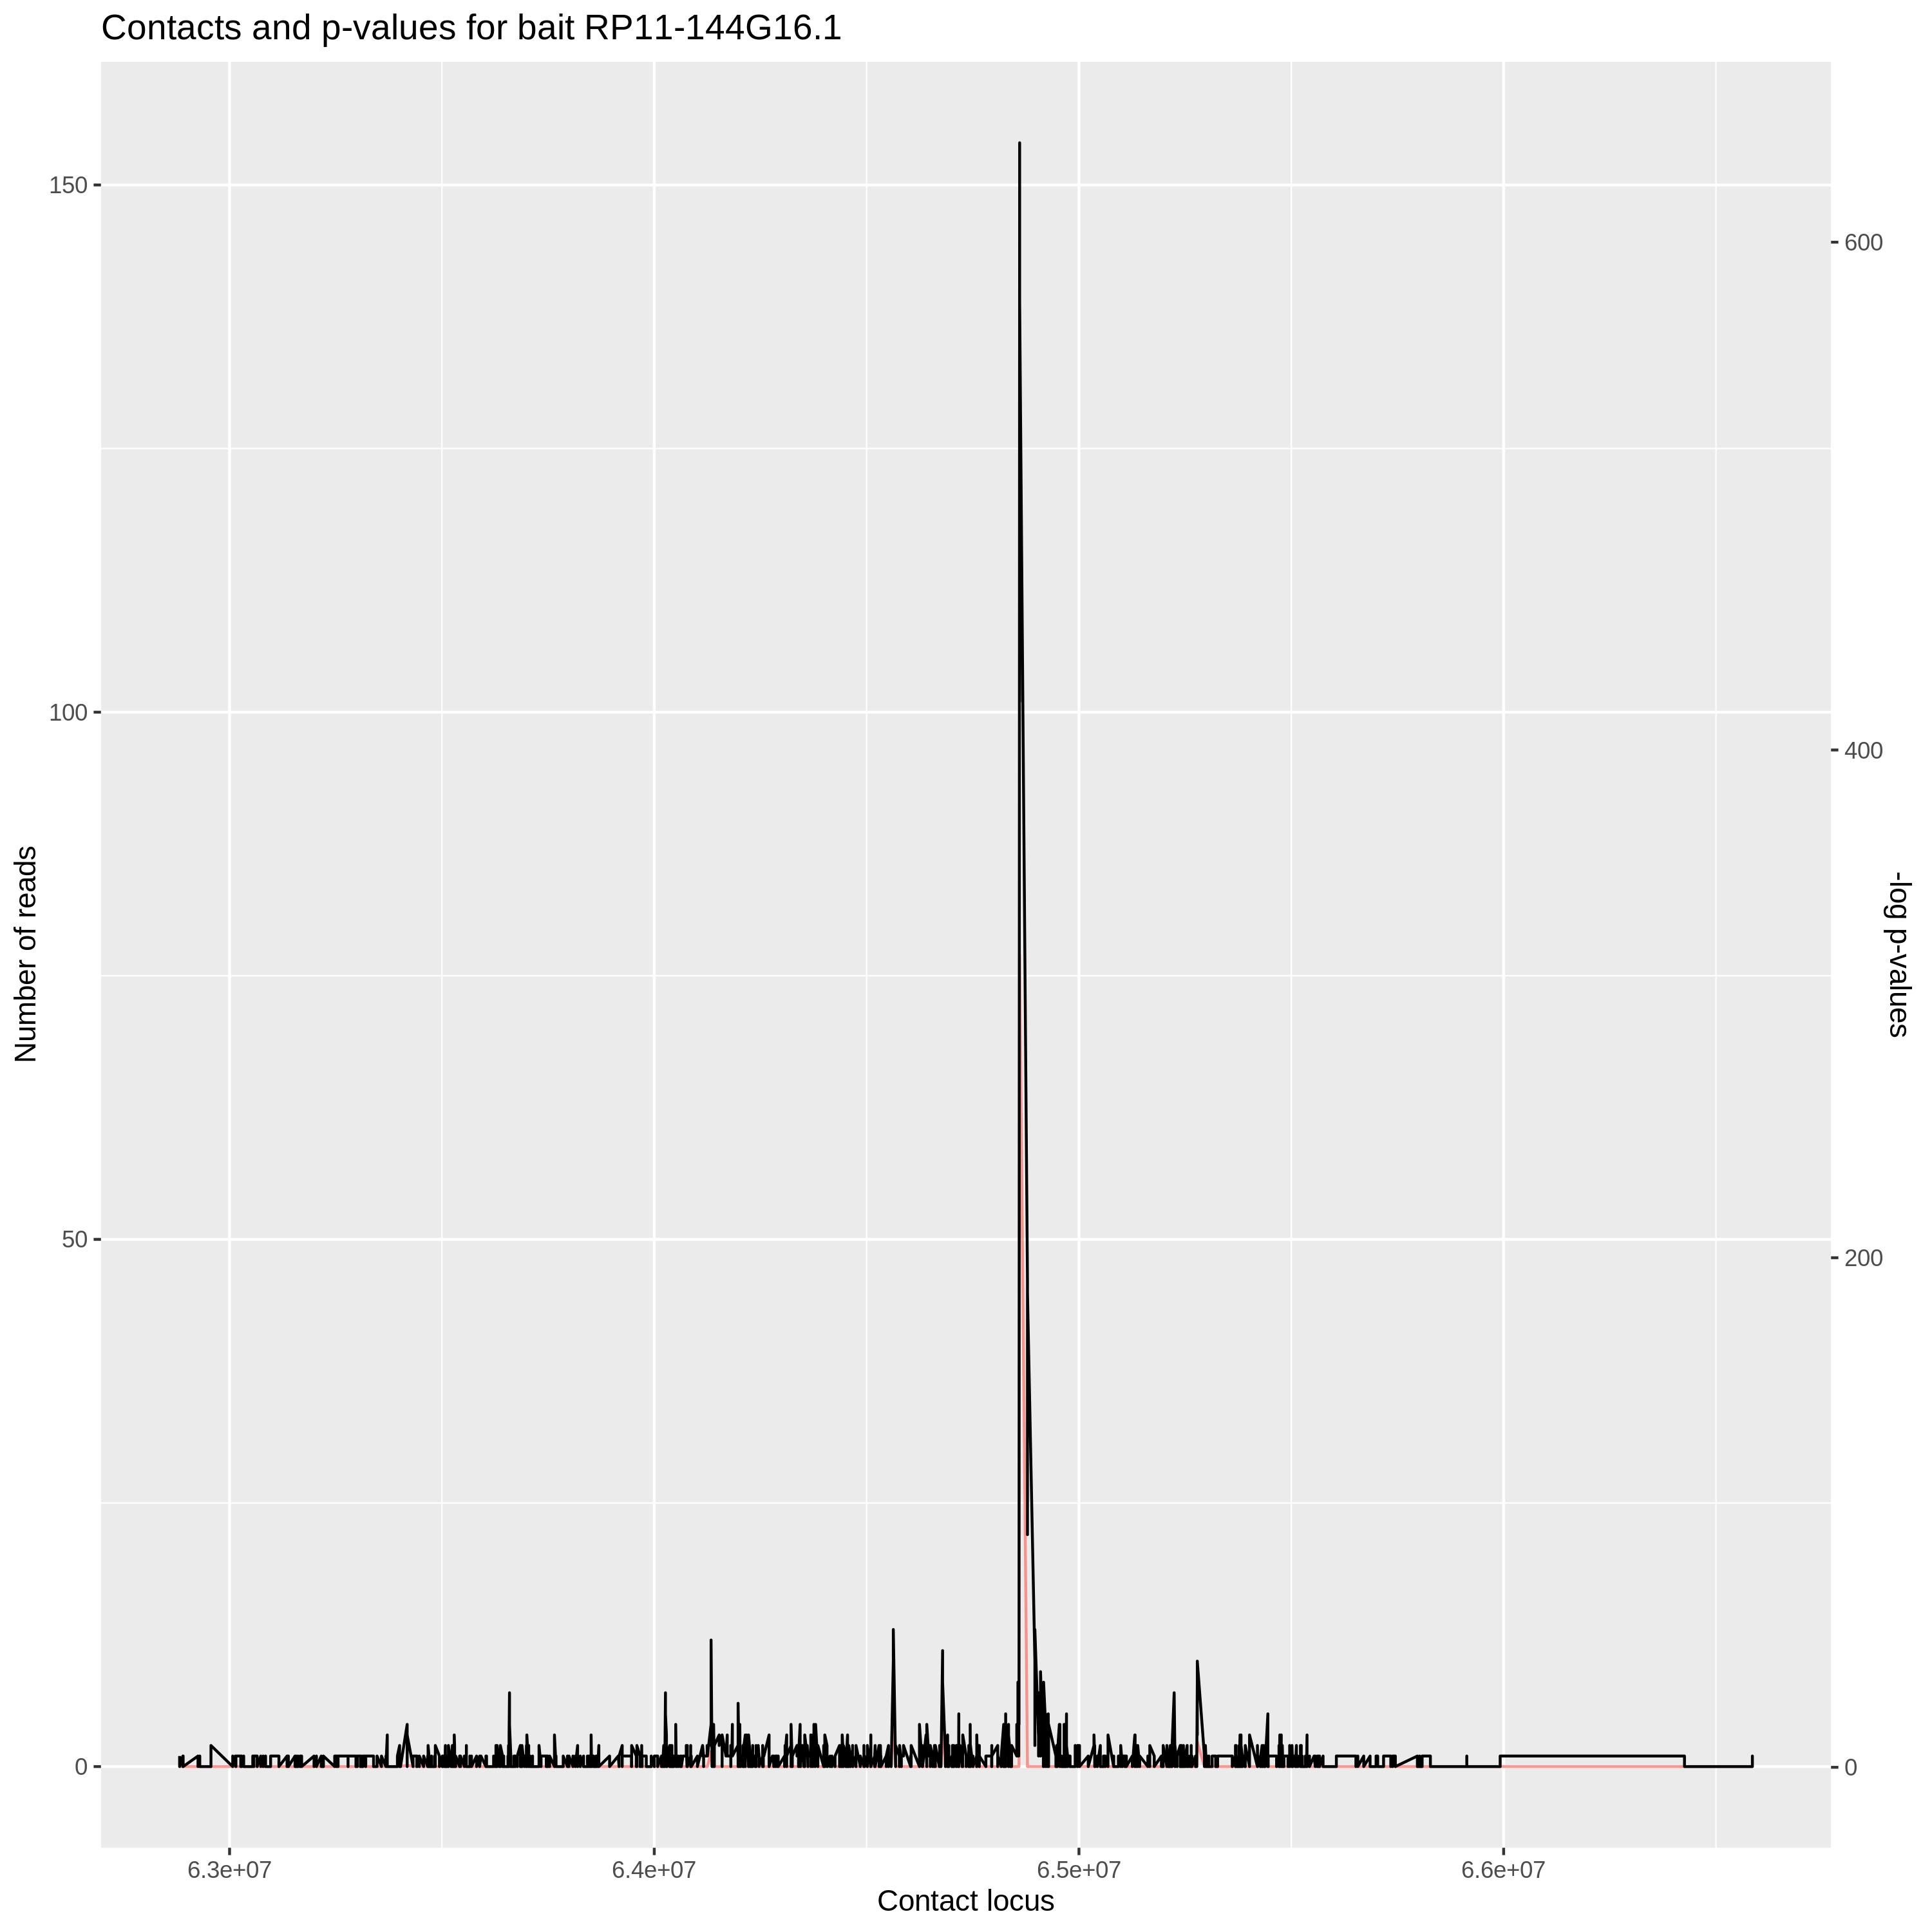 Contacts and p-values for bait RP11-144G16.1
150
100
50
0
Number of reads
600
400
200
0
-log p-values
6.3e+07
6.4e+07
6.5e+07
6.6e+07
Contact locus